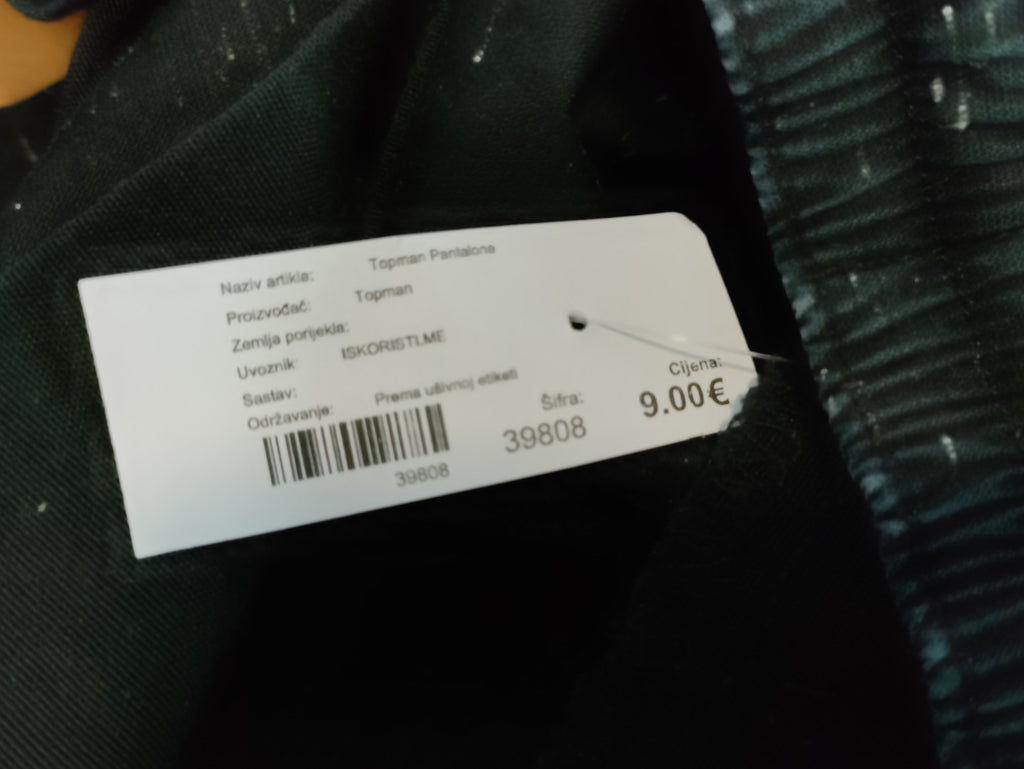 Naziv artikla: Topman Pantalone
Proizvođač: Topman
Zemlja porijekla:
Uvoznik: ISKORISTI.ME
Sastav:
Održavanje: Prema ušivnoj etiketi
39808
Šifra:
39808
Cijena:
9.00€